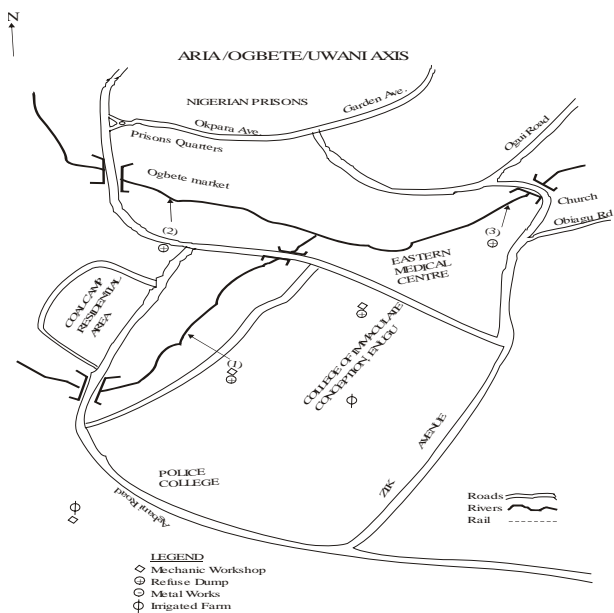 N
ARIA/OGBETE/UWANI AXIS
NIGERIAN PRISONS
Garden Ave.
Okpara Ave.
Prisons Quarters
Ogui Road
Ogbete market
Church
Obiagu Rd
(2)
(3)
EASTERN
MEDICAL
CENTRE
COALCAMP
RESIDENTIAL
AREA
COLLEGE OF IMMACULATE
CONCEPTION, ENUGU
(1)
ZIK AVENUE
POLICE
COLLEGE
Agbani Road
Roads
Rivers
Rail
LEGEND
Mechanic Workshop
Refuse Dump
Metal Works
Irrigated Farm